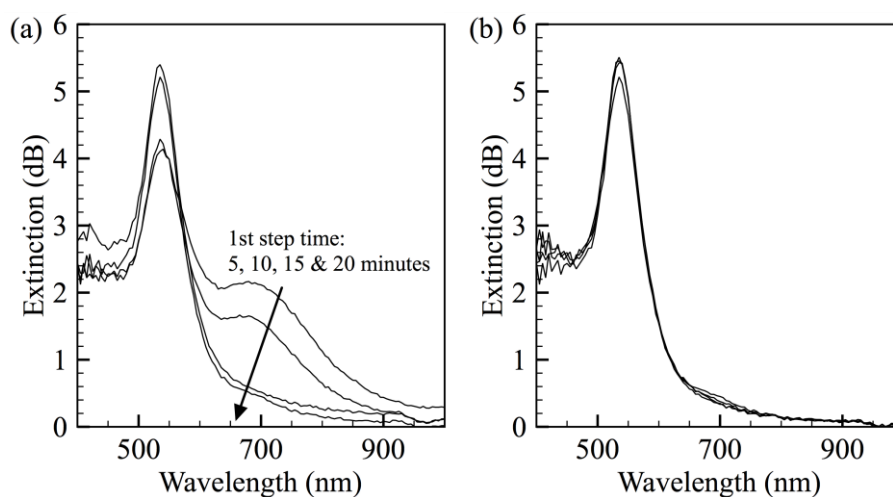 (a)
6
5
4
3
2
1
0
Extinction (dB)
1st step time:
5, 10, 15 & 20 minutes
500 700 900
Wavelength (nm)
(b)
6
5
4
3
2
1
0
Extinction (dB)
500 700 900
Wavelength (nm)